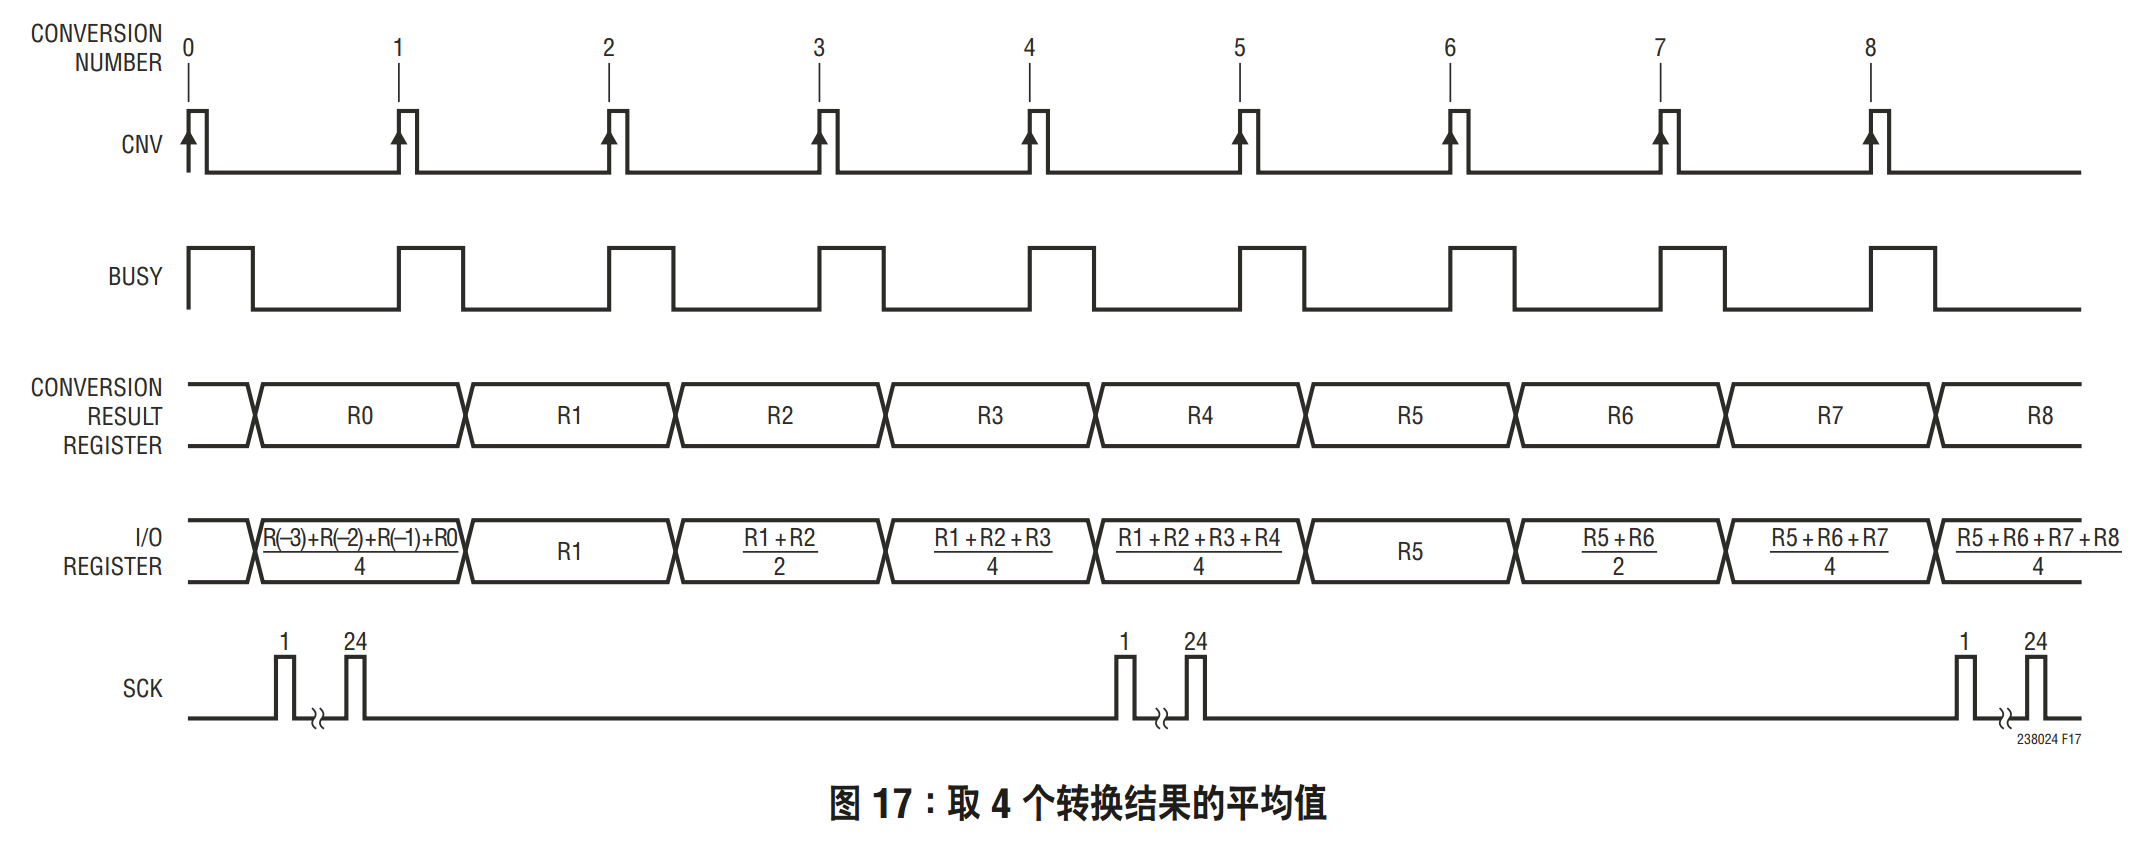 CONVERSION
NUMBER
0 1 2 3 4 5 6 7 8
CNV
BUSY
CONVERSION
RESULT
REGISTER
R0 R1 R2 R3 R4 R5 R6 R7 R8
I/O
REGISTER
R(–3)+R(–2)+R(–1)+R0
4
R1
R1+R2
2
R1+R2+R3
4
R1+R2+R3+R4
4
R5
R5+R6
2
R5+R6+R7
4
R5+R6+R7+R8
4
SCK
1 24 1 24 1 24
238024 F17
图 17：取 4 个转换结果的平均值